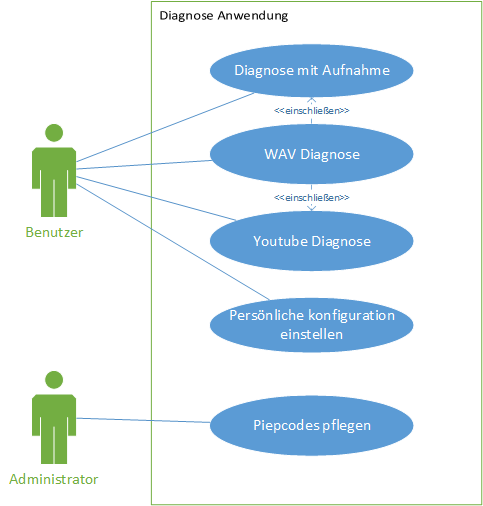 Diagnose Anwendung
Diagnose mit Aufnahme
<<einschließen>>
WAV Diagnose
<<einschließen>>
Youtube Diagnose
Benutzer
Persönliche konfiguration
einstellen
Piepcodes pflegen
Administrator